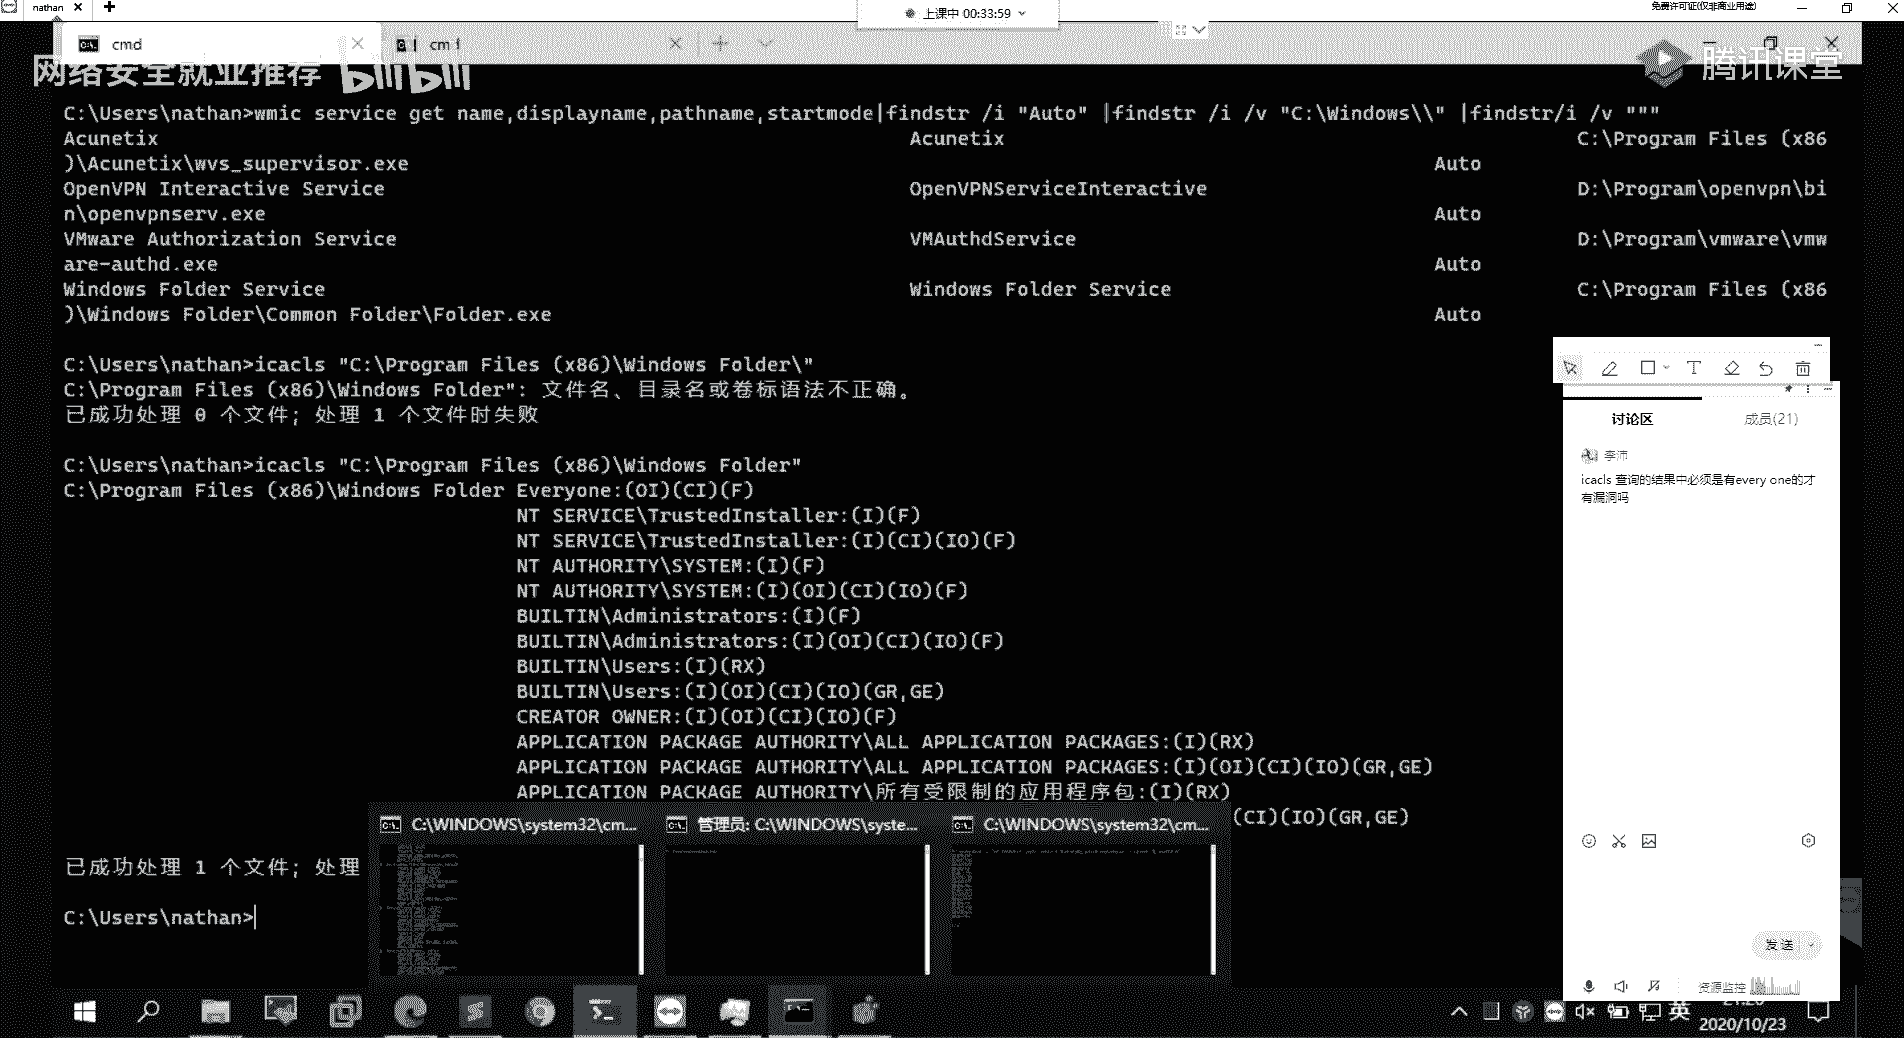 nathan
上课中 00:33:59
免费许可证(仅非商业用途)
cmd
网络安全就业推荐 bilibili
腾讯课堂
C:\Users\nathan>wmic service get name,displayname,pathname,startmode|findstr /i "Auto" |findstr /i /v "C:\Windows\\" |findstr/i /v """
Acunetix Acunetix C:\Program Files (x86
)\Acunetix\wvs_supervisor.exe Auto
OpenVPN Interactive Service OpenVPNServiceInteractive D:\Program\openvpn\bi
n\openvpnserv.exe Auto
VMware Authorization Service VMAuthdService D:\Program\vmware\vmw
are-authd.exe Auto
Windows Folder Service Windows Folder Service C:\Program Files (x86
)\Windows Folder\Common Folder\Folder.exe Auto
C:\Users\nathan>icacls "C:\Program Files (x86)\Windows Folder\"
C:\Program Files (x86)\Windows Folder": 文件名、目录名或卷标语法不正确。
已成功处理 0 个文件; 处理 1 个文件时失败
C:\Users\nathan>icacls "C:\Program Files (x86)\Windows Folder"
C:\Program Files (x86)\Windows Folder Everyone:(OI)(CI)(F)
NT SERVICE\TrustedInstaller:(I)(F)
NT SERVICE\TrustedInstaller:(I)(CI)(IO)(F)
NT AUTHORITY\SYSTEM:(I)(F)
NT AUTHORITY\SYSTEM:(I)(OI)(CI)(IO)(F)
BUILTIN\Administrators:(I)(F)
BUILTIN\Administrators:(I)(OI)(CI)(IO)(F)
BUILTIN\Users:(I)(RX)
BUILTIN\Users:(I)(OI)(CI)(IO)(GR,GE)
CREATOR OWNER:(I)(OI)(CI)(IO)(F)
APPLICATION PACKAGE AUTHORITY\ALL APPLICATION PACKAGES:(I)(RX)
APPLICATION PACKAGE AUTHORITY\ALL APPLICATION PACKAGES:(I)(OI)(CI)(IO)(GR,GE)
APPLICATION PACKAGE AUTHORITY\所有受限制的应用程序包:(I)(RX)
(CI)(IO)(GR,GE)
C:\WINDOWS\system32\cm... 管理员: C:\WINDOWS\syste... C:\WINDOWS\system32\cm...
已成功处理 1 个文件; 处理
C:\Users\nathan>
讨论区 成员(21)
李沛
icacls 查询的结果中必须是有every one的才
有漏洞吗
发送
资源监控
英
2020/10/23